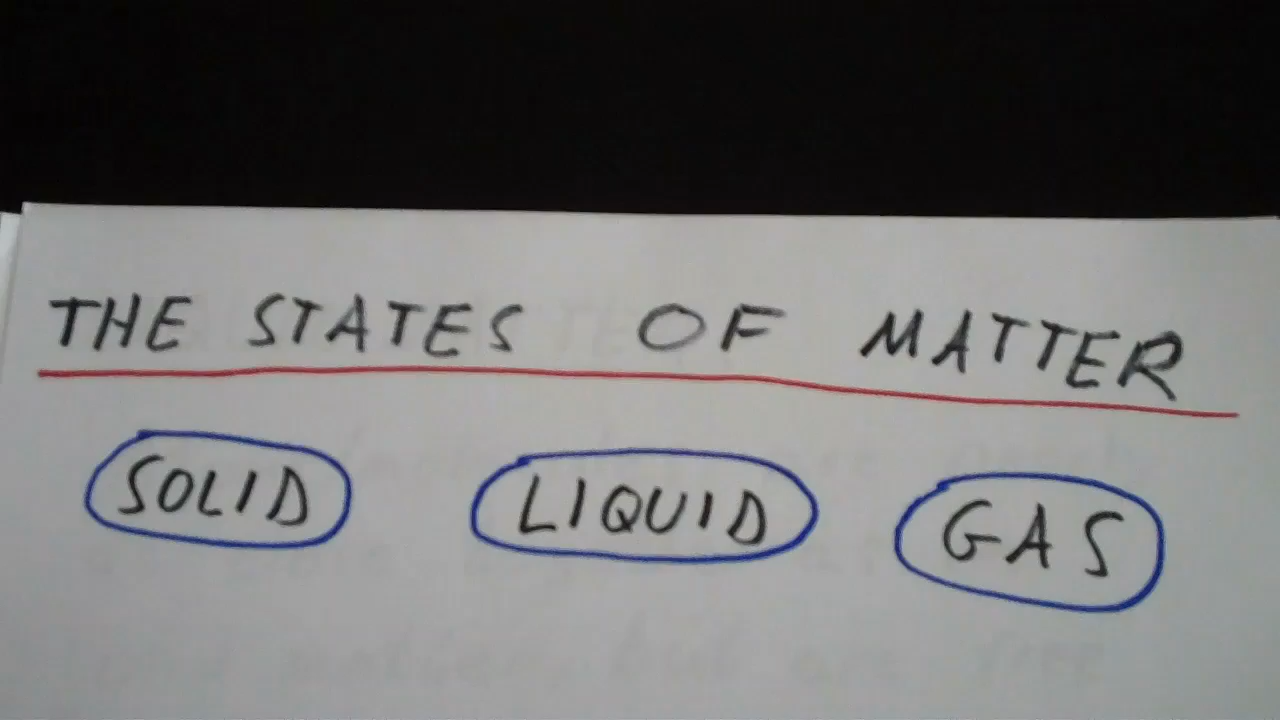 THE STATES OF MATTER
SOLID LIQUID GAS